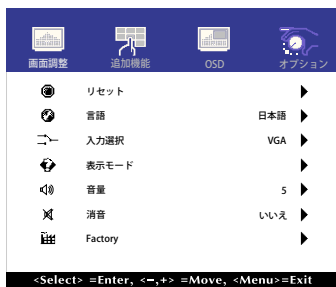 画面調整 追加機能 OSD オプション
リセット
言語 日本語
入力選択 VGA
表示モード
音量 5
消音 いいえ
Factory
<Select> =Enter, <−,+> =Move, <Menu>=Exit